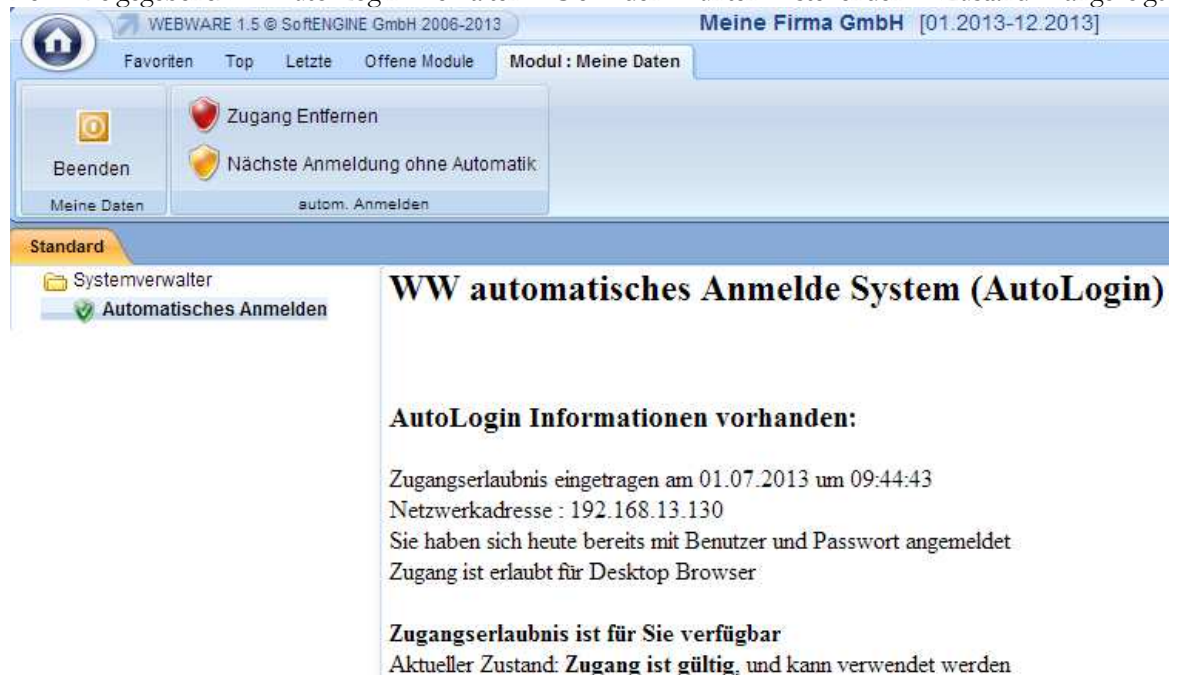 WEBWARE 1.5 © SoftENGINE GmbH 2006-2013 Meine Firma GmbH [01.2013-12.2013]
Favoriten Top Letzte Offene Module Modul : Meine Daten
Zugang Entfernen
Beenden Nächste Anmeldung ohne Automatik
Meine Daten autom. Anmelden
Standard
Systemverwalter
Automatisches Anmelden
WW automatisches Anmelde System (AutoLogin)
AutoLogin Informationen vorhanden:
Zugangserlaubnis eingetragen am 01.07.2013 um 09:44:43
Netzwerkadresse : 192.168.13.130
Sie haben sich heute bereits mit Benutzer und Passwort angemeldet
Zugang ist erlaubt für Desktop Browser
Zugangserlaubnis ist für Sie verfügbar
Aktueller Zustand: Zugang ist gültig, und kann verwendet werden